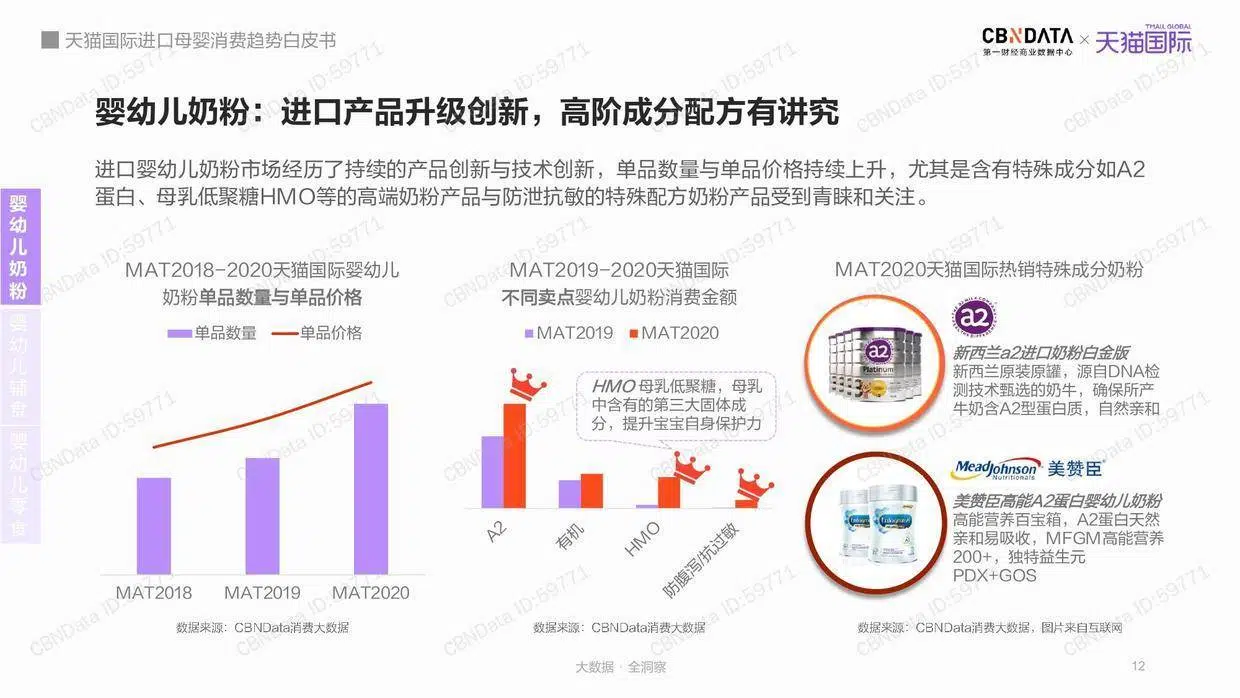 天猫国际进口母婴消费趋势白皮书
CBNDATA
第一财经商业数据中心
×
TMALL GLOBAL
天猫国际
婴幼儿奶粉：进口产品升级创新，高阶成分配方有讲究
进口婴幼儿奶粉市场经历了持续的产品创新与技术创新，单品数量与单品价格持续上升，尤其是含有特殊成分如A2
蛋白、母乳低聚糖HMO等的高端奶粉产品与防泄抗敏的特殊配方奶粉产品受到青睐和关注。
婴幼儿奶粉
婴幼儿辅食
婴幼儿零食
MAT2018-2020天猫国际婴幼儿
奶粉单品数量与单品价格
单品数量
单品价格
MAT2018
MAT2019
MAT2020
数据来源：CBNData消费大数据
MAT2019-2020天猫国际
不同卖点婴幼儿奶粉消费金额
MAT2019
MAT2020
HMO 母乳低聚糖，母乳
中含有的第三大固体成
分，提升宝宝自身保护力
A2
有机
HMO
防腹泻/抗过敏
数据来源：CBNData消费大数据
MAT2020天猫国际热销特殊成分奶粉
a2
Platinum
a2
新西兰a2进口奶粉白金版
新西兰原装原罐，源自DNA检
测技术甄选的奶牛，确保所产
牛奶含A2型蛋白质，自然亲和
MeadJohnson
Nutritionals
美赞臣
美赞臣高能A2蛋白婴幼儿奶粉
高能营养百宝箱，A2蛋白天然
亲和易吸收，MFGM高能营养
200+，独特益生元
PDX+GOS
数据来源：CBNData消费大数据，图片来自互联网
大数据 · 全洞察
12
CBNData ID:59771